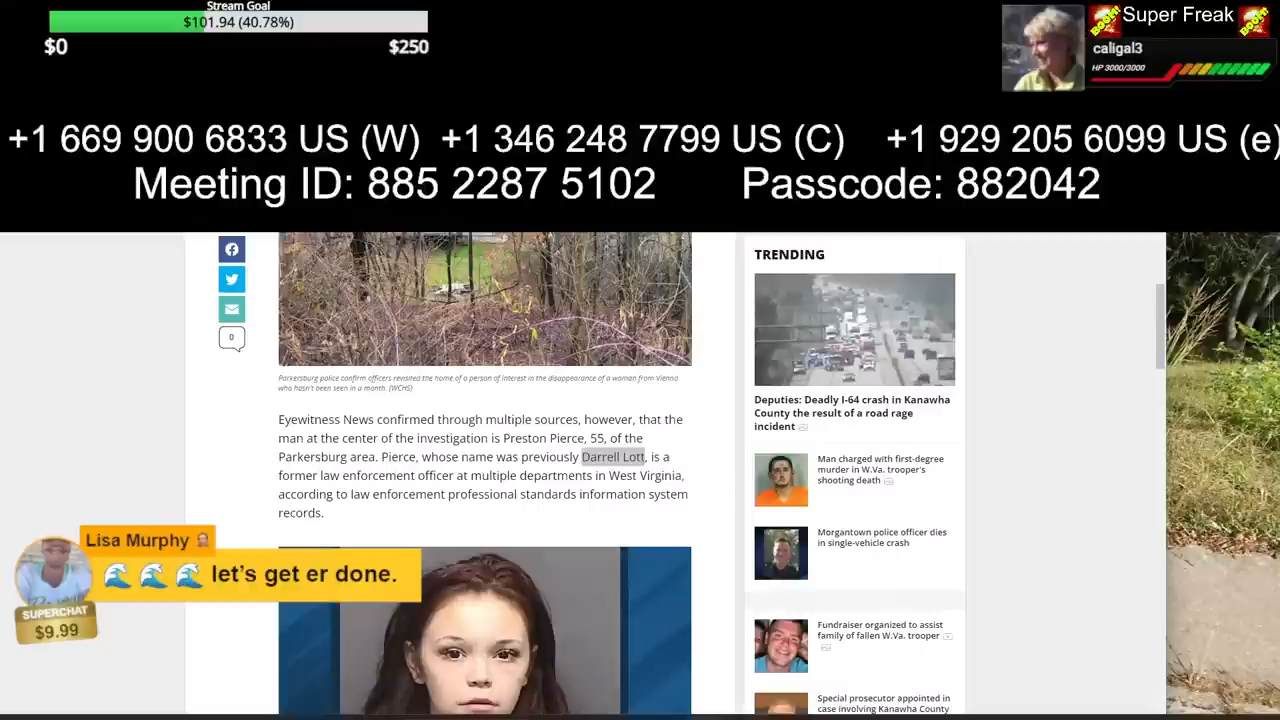 Stream Goal
$101.94 (40.78%)
$0
$250
Super Freak
caligal3
HP 3000/3000
+1 669 900 6833 US (W) +1 346 248 7799 US (C) +1 929 205 6099 US (e)
Meeting ID: 885 2287 5102 Passcode: 882042
0
Parkersburg police confirm officers revisited the home of a person of interest in the disappearance of a woman from Vienna
who hasn't been seen in a month. (WCHS)
Eyewitness News confirmed through multiple sources, however, that the
man at the center of the investigation is Preston Pierce, 55, of the
Parkersburg area. Pierce, whose name was previously Darrell Lott, is a
former law enforcement officer at multiple departments in West Virginia,
according to law enforcement professional standards information system
records.
Lisa Murphy
🌊 🌊 🌊 let's get er done.
SUPERCHAT
$9.99
TRENDING
Deputies: Deadly I-64 crash in Kanawha
County the result of a road rage
incident
Man charged with first-degree
murder in W.Va. trooper's
shooting death
Morgantown police officer dies
in single-vehicle crash
Fundraiser organized to assist
family of fallen W.Va. trooper
Special prosecutor appointed in
case involving Kanawha County